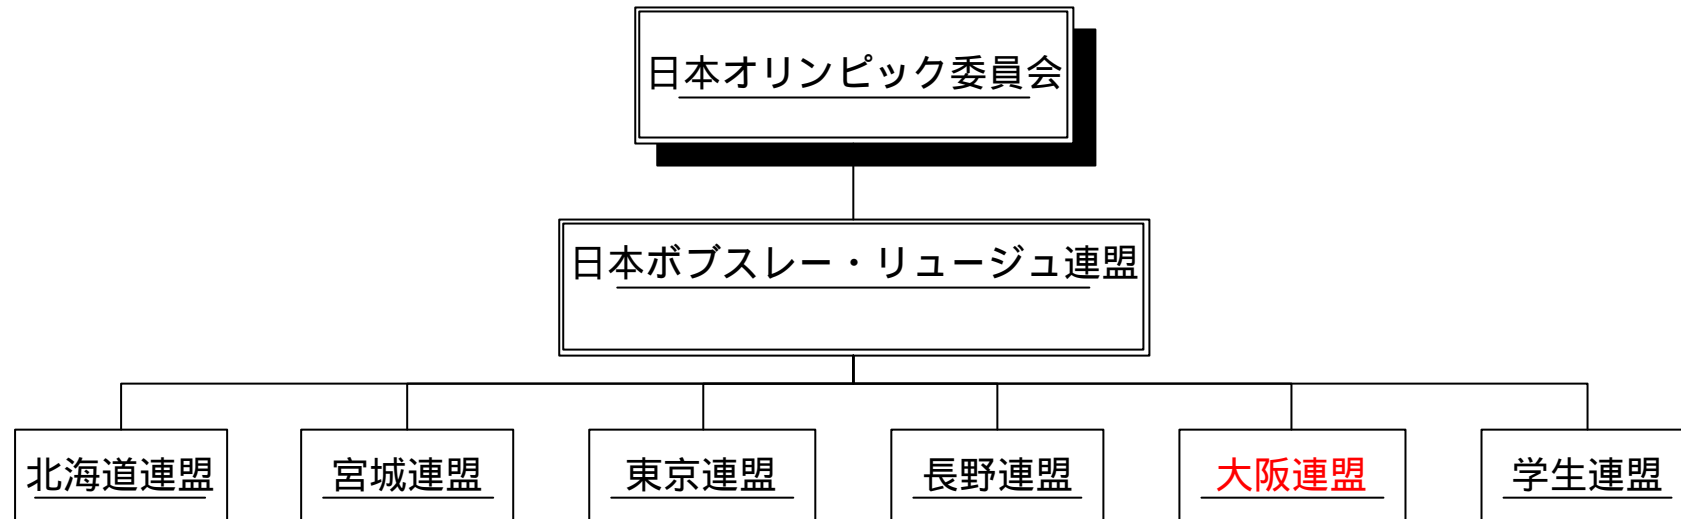 日本オリンピック委員会
日本ボブスレー・リュージュ連盟
北海道連盟
宮城連盟
東京連盟
長野連盟
大阪連盟
学生連盟